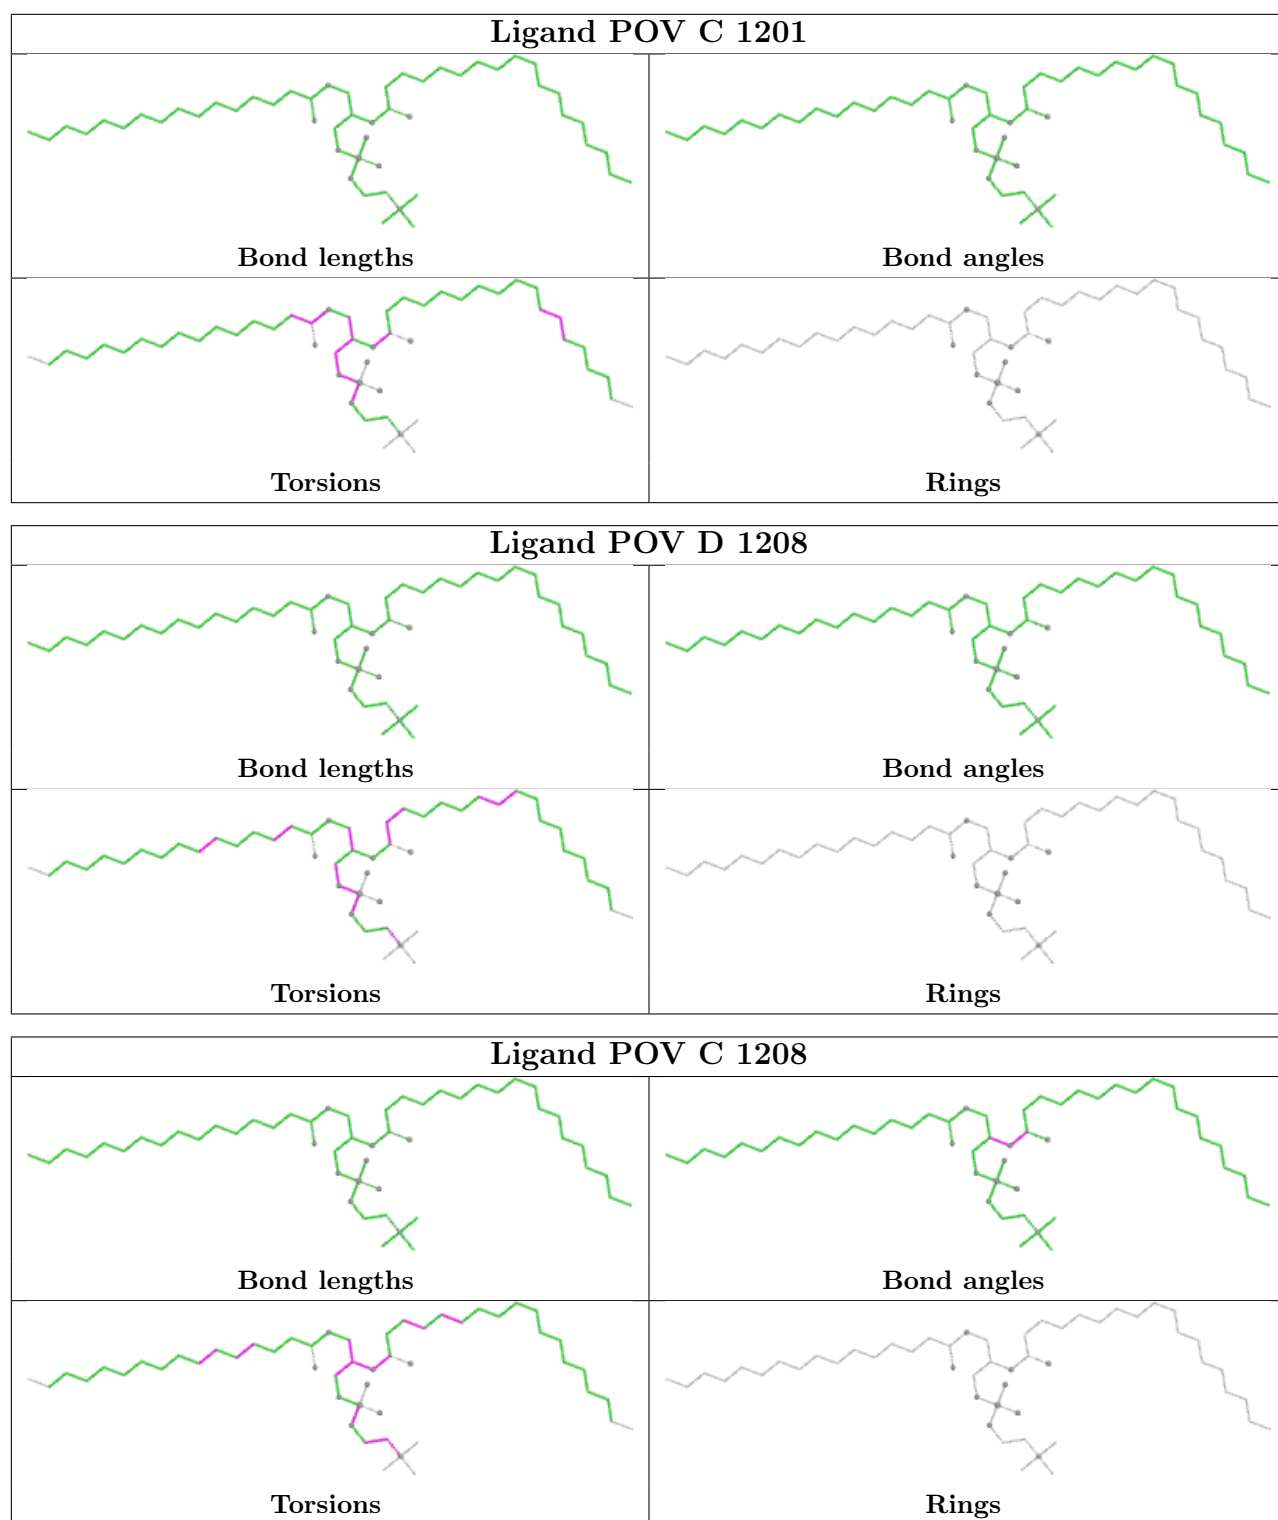 Ligand POV C 1201
Bond lengths
Bond angles
Torsions
Rings
Ligand POV D 1208
Bond lengths
Bond angles
Torsions
Rings
Ligand POV C 1208
Bond lengths
Bond angles
Torsions
Rings